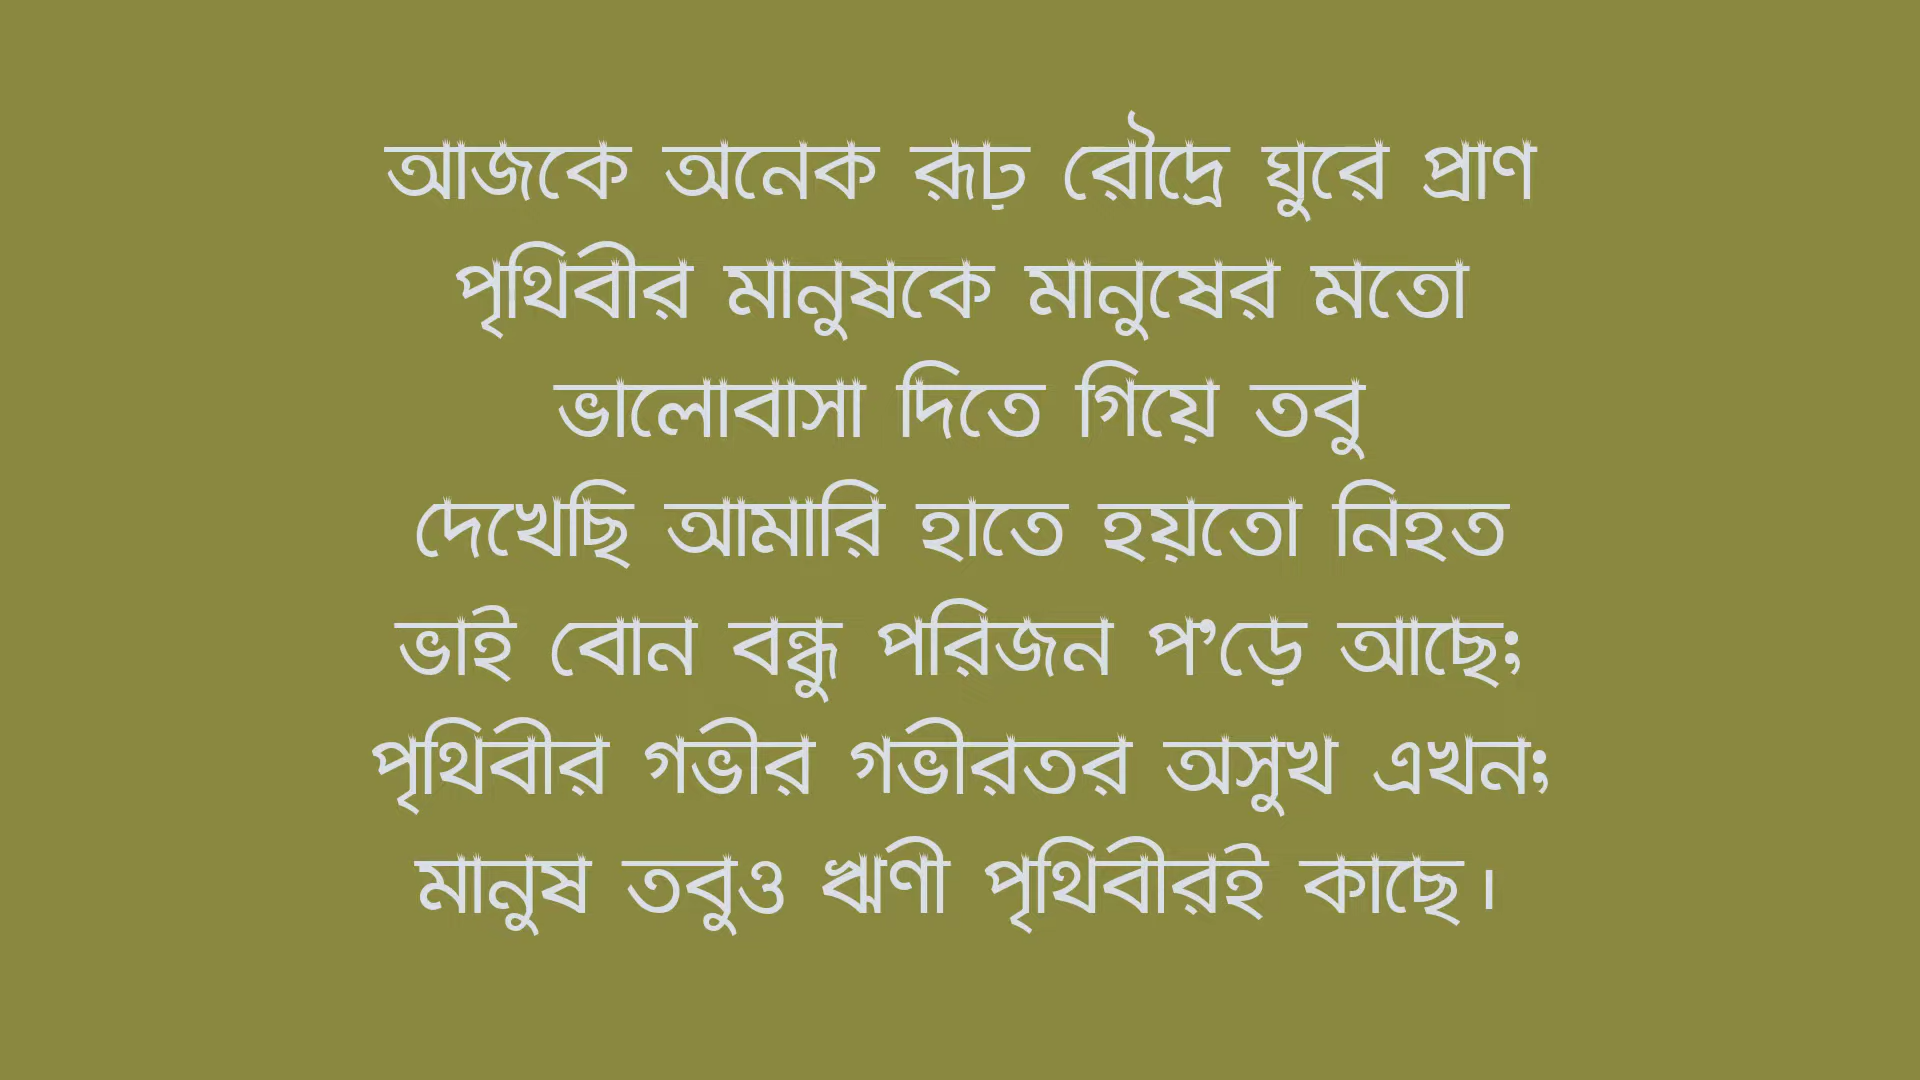 আজকে অনেক রূঢ় রৌদ্রে ঘুরে প্রাণ
পৃথিবীর মানুষকে মানুষের মতো
ভালোবাসা দিতে গিয়ে তবু
দেখেছি আমারি হাতে হয়তো নিহত
ভাই বোন বন্ধু পরিজন প’ড়ে আছে;
পৃথিবীর গভীর গভীরতর অসুখ এখন;
মানুষ তবুও ঋণী পৃথিবীরই কাছে।